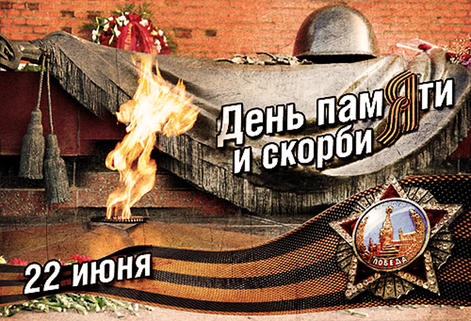 День памЯти
и скорби
22 июня
ПОБЕДА